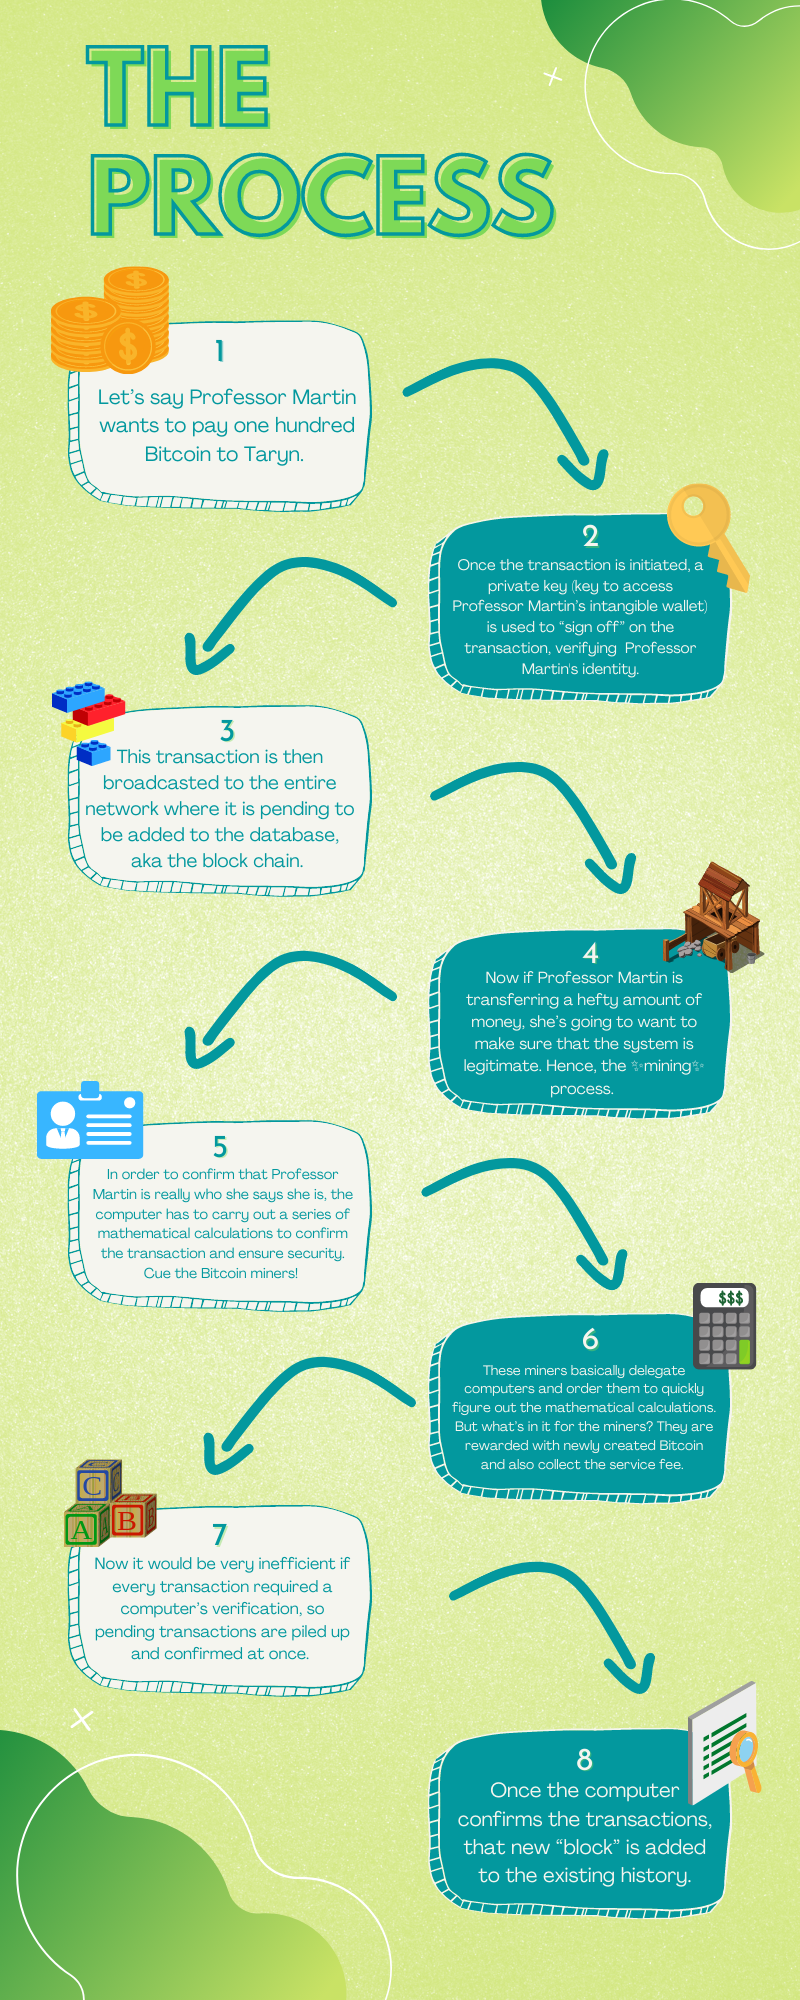 THE
PROCESS
1
Let's say Professor Martin
wants to pay one hundred
Bitcoin to Taryn.
2
Once the transaction is initiated, a
private key (key to access
Professor Martin's intangible wallet)
is used to “sign off” on the
transaction, verifying  Professor
Martin's identity.
3
This transaction is then
broadcasted to the entire
network where it is pending to
be added to the database,
aka the block chain.
4
Now if Professor Martin is
transferring a hefty amount of
money, she's going to want to
make sure that the system is
legitimate. Hence, the ✨mining✨
process.
5
In order to confirm that Professor
Martin is really who she says she is, the
computer has to carry out a series of
mathematical calculations to confirm
the transaction and ensure security.
Cue the Bitcoin miners!
$$$
6
These miners basically delegate
computers and order them to quickly
figure out the mathematical calculations.
But what's in it for the miners? They are
rewarded with newly created Bitcoin
and also collect the service fee.
C
A B
7
Now it would be very inefficient if
every transaction required a
computer's verification, so
pending transactions are piled up
and confirmed at once.
8
Once the computer
confirms the transactions,
that new “block” is added
to the existing history.